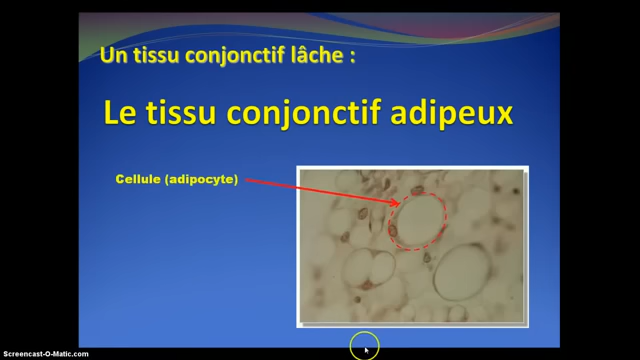 Un tissu conjonctif lâche :
Le tissu conjonctif adipeux
Cellule (adipocyte)
Screencast-O-Matic.com